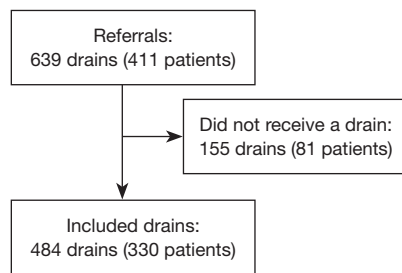 Referrals:
639 drains (411 patients)
Did not receive a drain:
155 drains (81 patients)
Included drains:
484 drains (330 patients)